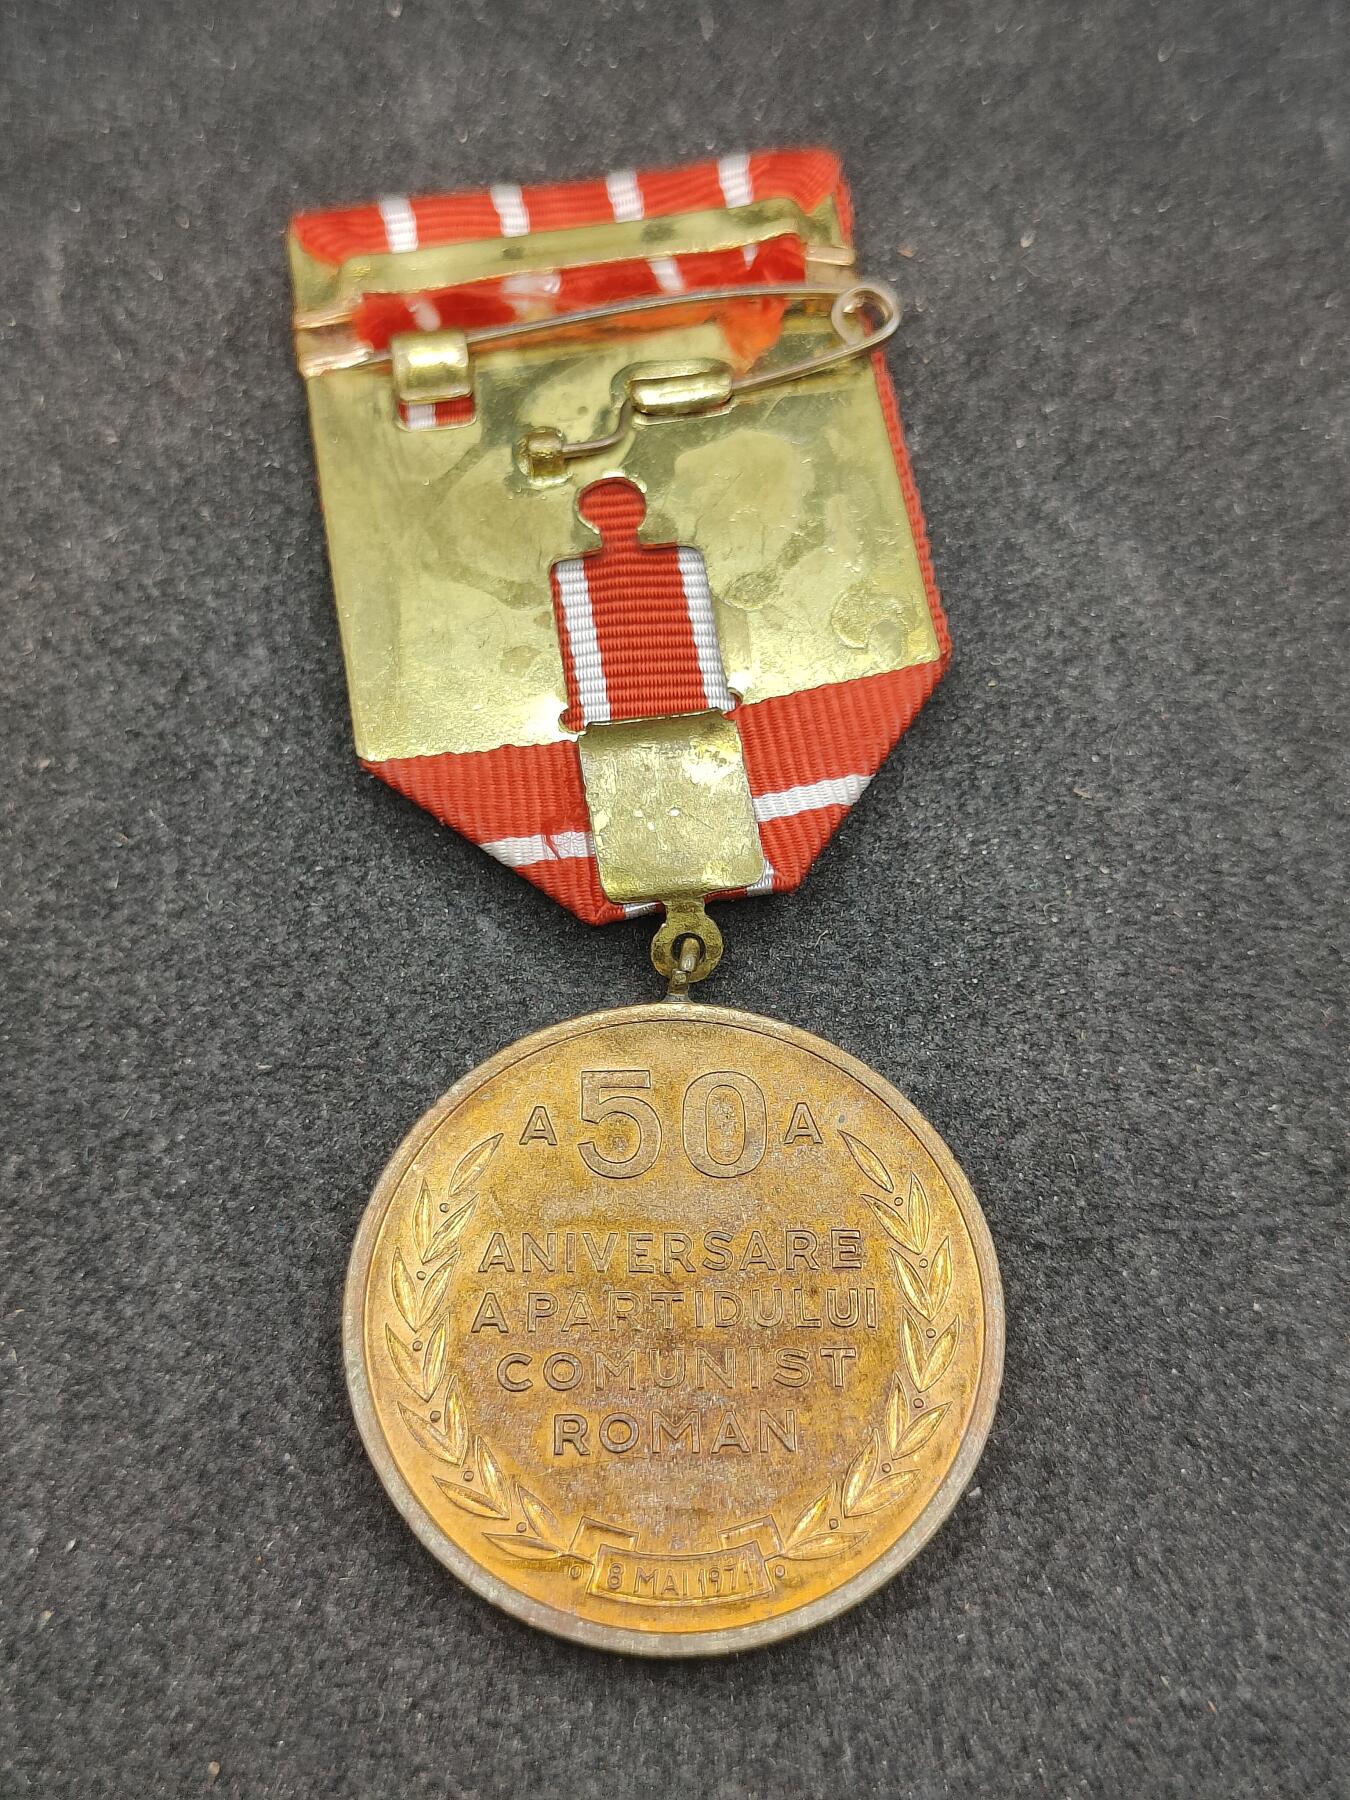 A 50 A
ANIVERSARE
A PARTIDULUI
COMUNIST
ROMAN
8 MAI 1971